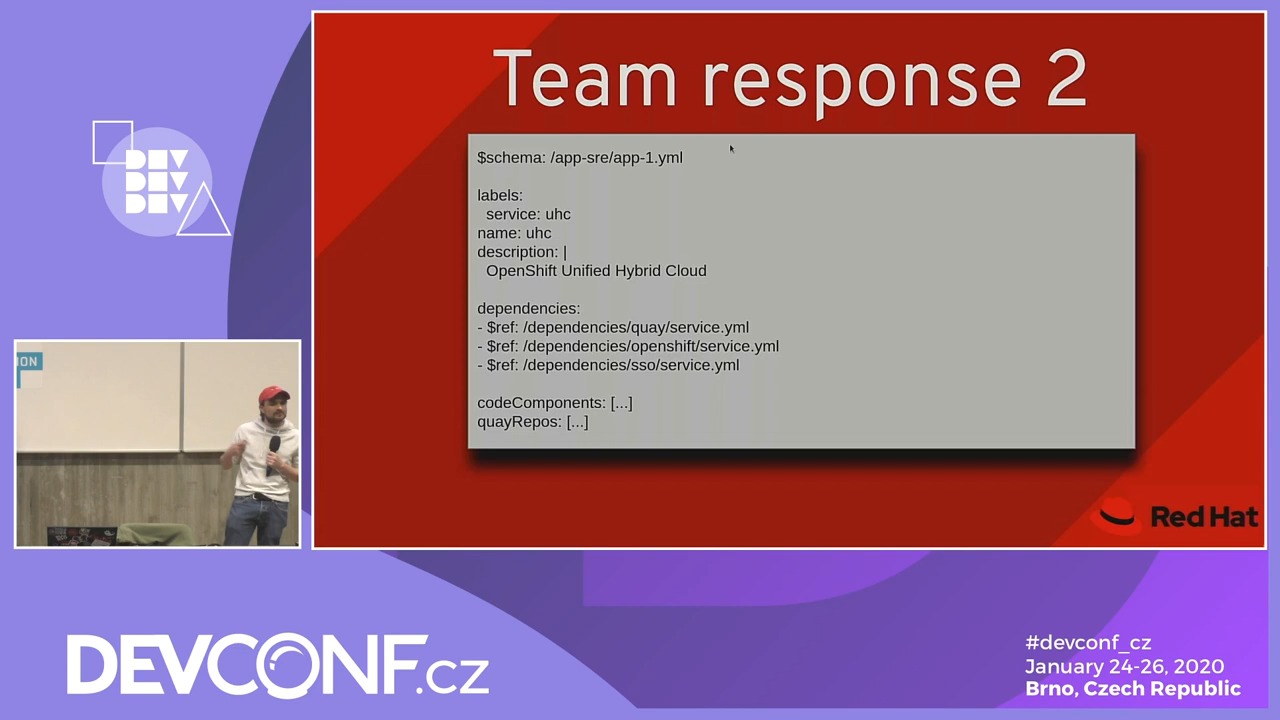 Team response 2
$schema: /app-sre/app-1.yml
labels:
service: uhc
name: uhc
description: |
OpenShift Unified Hybrid Cloud
dependencies:
- $ref: /dependencies/quay/service.yml
- $ref: /dependencies/openshift/service.yml
- $ref: /dependencies/sso/service.yml
codeComponents: [...]
quayRepos: [...]
Red Hat
DEV
DEV
DEV
ION
DEVCONF.cz
#devconf_cz
January 24-26, 2020
Brno, Czech Republic